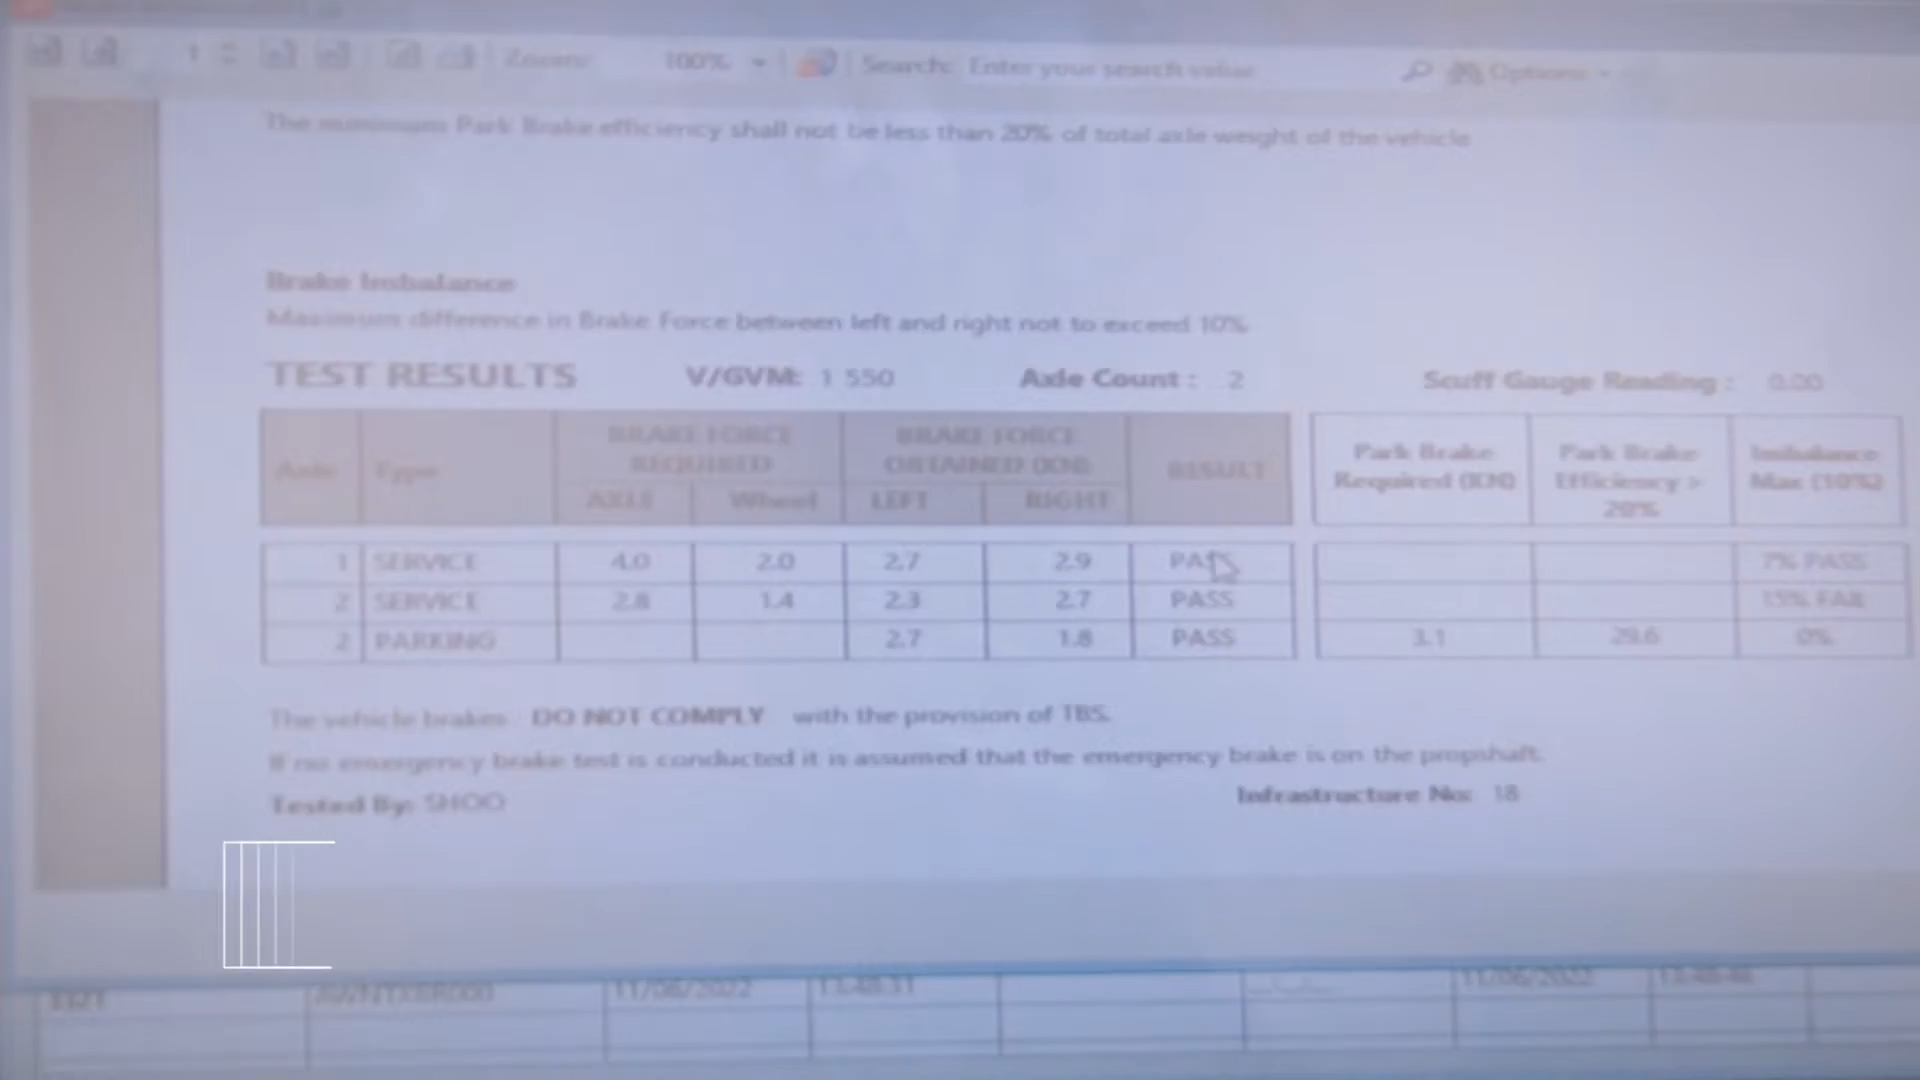 Zoom: 100% Search: Enter your search value Options
The minimum Park Brake efficiency shall not be less than 20% of total axle weight of the vehicle
Brake Imbalance
Maximum difference in Brake Force between left and right not to exceed 10%
TEST RESULTS V/GVM: 1 550 Axle Count : 2 Scuff Gauge Reading : 0.00
Axle Type BRAKE FORCE REQUIRED BRAKE FORCE OBTAINED (KN) RESULT Park Brake Required (KN) Park Brake Efficiency > 20% Imbalance Max (10%)
AXLE Wheel LEFT RIGHT
1 SERVICE 4.0 2.0 2.7 2.9 PASS 7% PASS
2 SERVICE 2.8 1.4 2.3 2.7 PASS 15% FAIL
2 PARKING 2.7 1.8 PASS 3.1 29.6 0%
The vehicle brakes DO NOT COMPLY with the provision of TBS.
If no emergency brake test is conducted it is assumed that the emergency brake is on the propshaft.
Tested By: SHOO Infrastructure No: 18
11/06/2022 11/06/2022